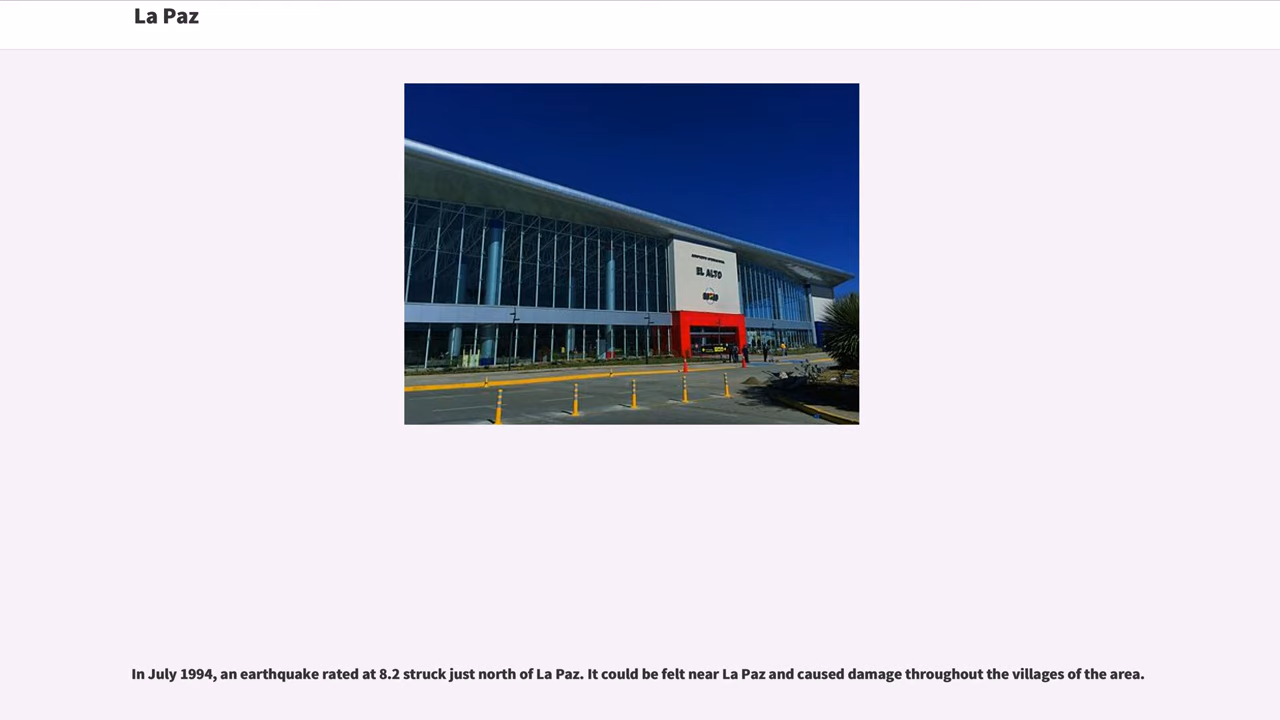 La Paz
EL ALTO
In July 1994, an earthquake rated at 8.2 struck just north of La Paz. It could be felt near La Paz and caused damage throughout the villages of the area.